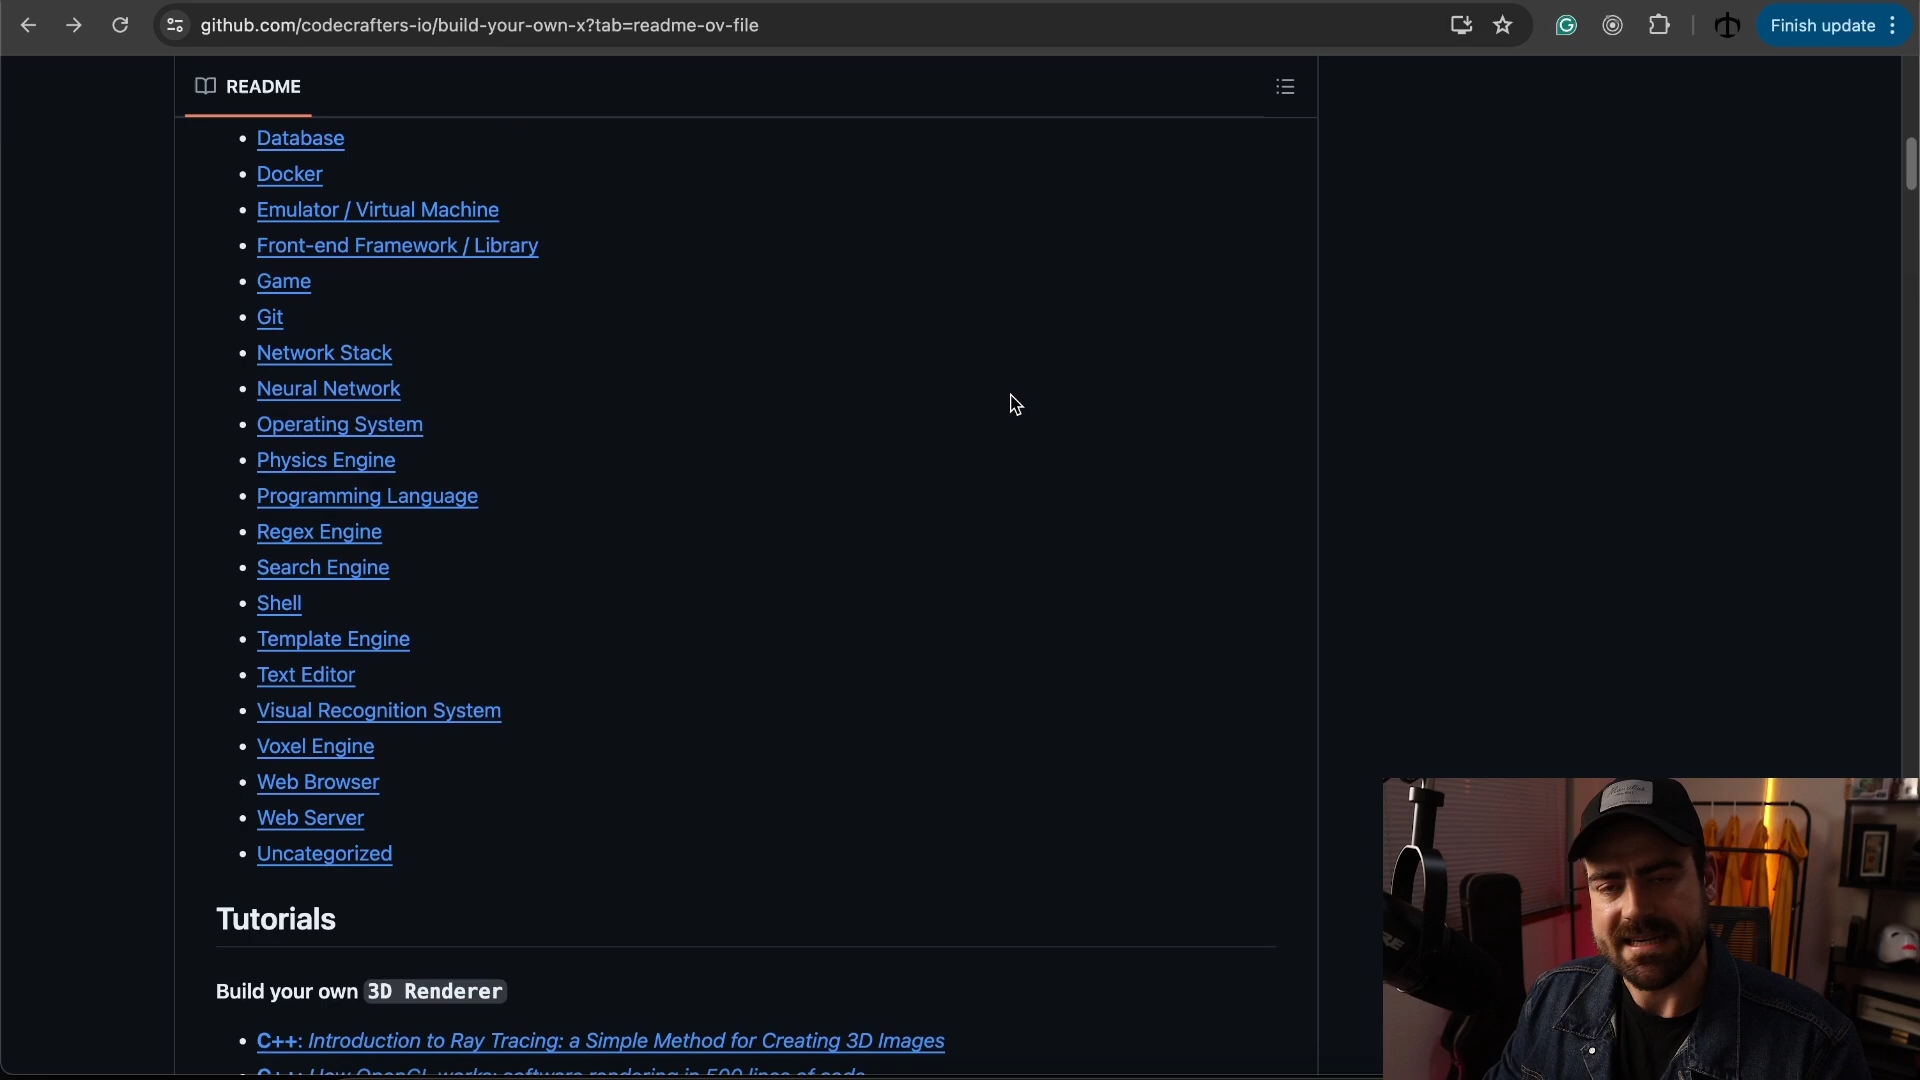 github.com/codecrafters-io/build-your-own-x?tab=readme-ov-file
Finish update
README
Database
Docker
Emulator / Virtual Machine
Front-end Framework / Library
Game
Git
Network Stack
Neural Network
Operating System
Physics Engine
Programming Language
Regex Engine
Search Engine
Shell
Template Engine
Text Editor
Visual Recognition System
Voxel Engine
Web Browser
Web Server
Uncategorized
Tutorials
Build your own 3D Renderer
C++: Introduction to Ray Tracing: a Simple Method for Creating 3D Images
C++: How OpenGL works: software rendering in 500 lines of code